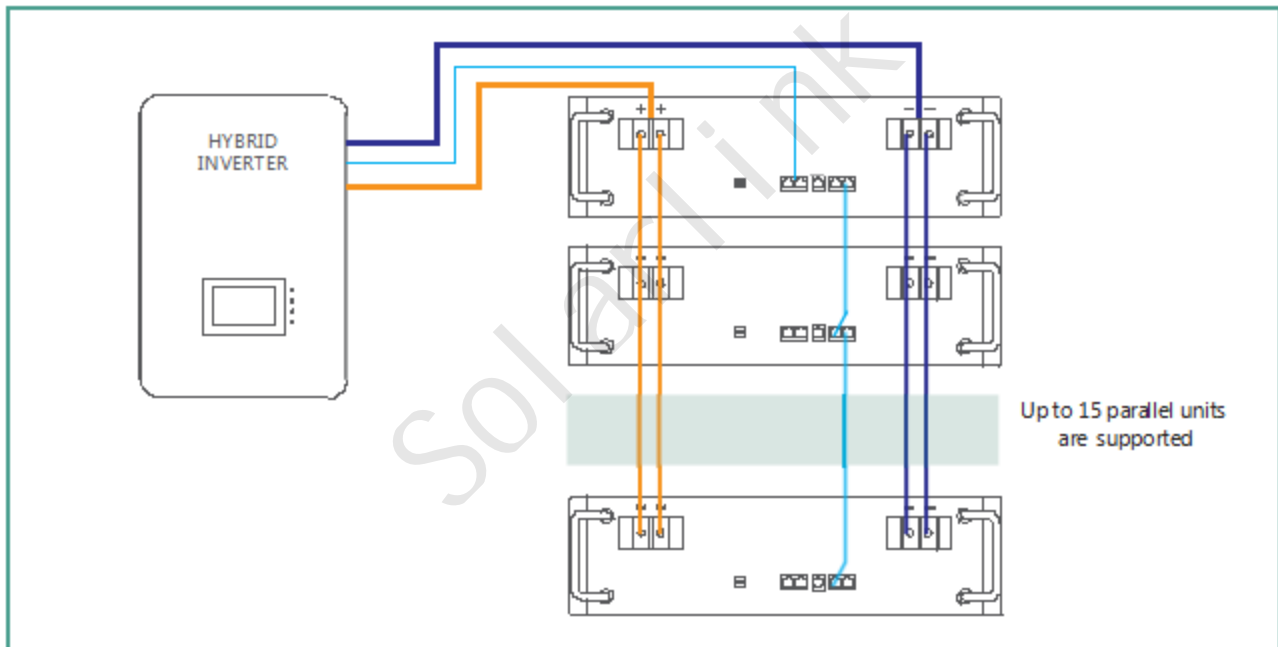 HYBRID
INVERTER
+ +
– –
Up to 15 parallel units
are supported
Solarlink